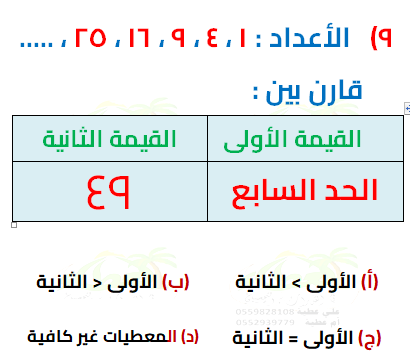 ٩) الأعداد : ١ ، ٤ ، ٩ ، ١٦ ، ٢٥ ، .....
قارن بين :
القيمة الأولى القيمة الثانية
الحد السابع ٤٩
(أ) الأولى > الثانية (ب) الأولى < الثانية
(ج) الأولى = الثانية (د) المعطيات غير كافية